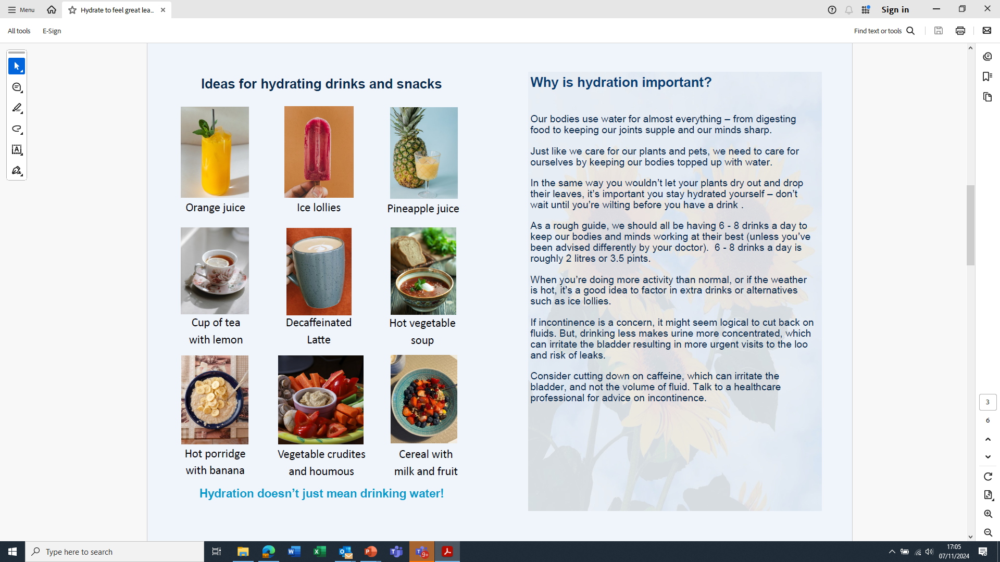 Menu
Hydrate to feel great lea...
Sign in
All tools
E-Sign
Find text or tools
Ideas for hydrating drinks and snacks
Orange juice
Ice lollies
Pineapple juice
Cup of tea
with lemon
Decaffeinated
Latte
Hot vegetable
soup
Hot porridge
with banana
Vegetable crudites
and houmous
Cereal with
milk and fruit
Hydration doesn’t just mean drinking water!
Why is hydration important?
Our bodies use water for almost everything – from digesting
food to keeping our joints supple and our minds sharp.
Just like we care for our plants and pets, we need to care for
ourselves by keeping our bodies topped up with water.
In the same way you wouldn’t let your plants dry out and drop
their leaves, it’s important you stay hydrated yourself – don’t
wait until you’re wilting before you have a drink .
As a rough guide, we should all be having 6 - 8 drinks a day to
keep our bodies and minds working at their best (unless you’ve
been advised differently by your doctor).  6 - 8 drinks a day is
roughly 2 litres or 3.5 pints.
When you’re doing more activity than normal, or if the weather
is hot, it’s a good idea to factor in extra drinks or alternatives
such as ice lollies.
If incontinence is a concern, it might seem logical to cut back on
fluids. But, drinking less makes urine more concentrated, which
can irritate the bladder resulting in more urgent visits to the loo
and risk of leaks.
Consider cutting down on caffeine, which can irritate the
bladder, and not the volume of fluid. Talk to a healthcare
professional for advice on incontinence.
3
6
Type here to search
9+
17:05
07/11/2024